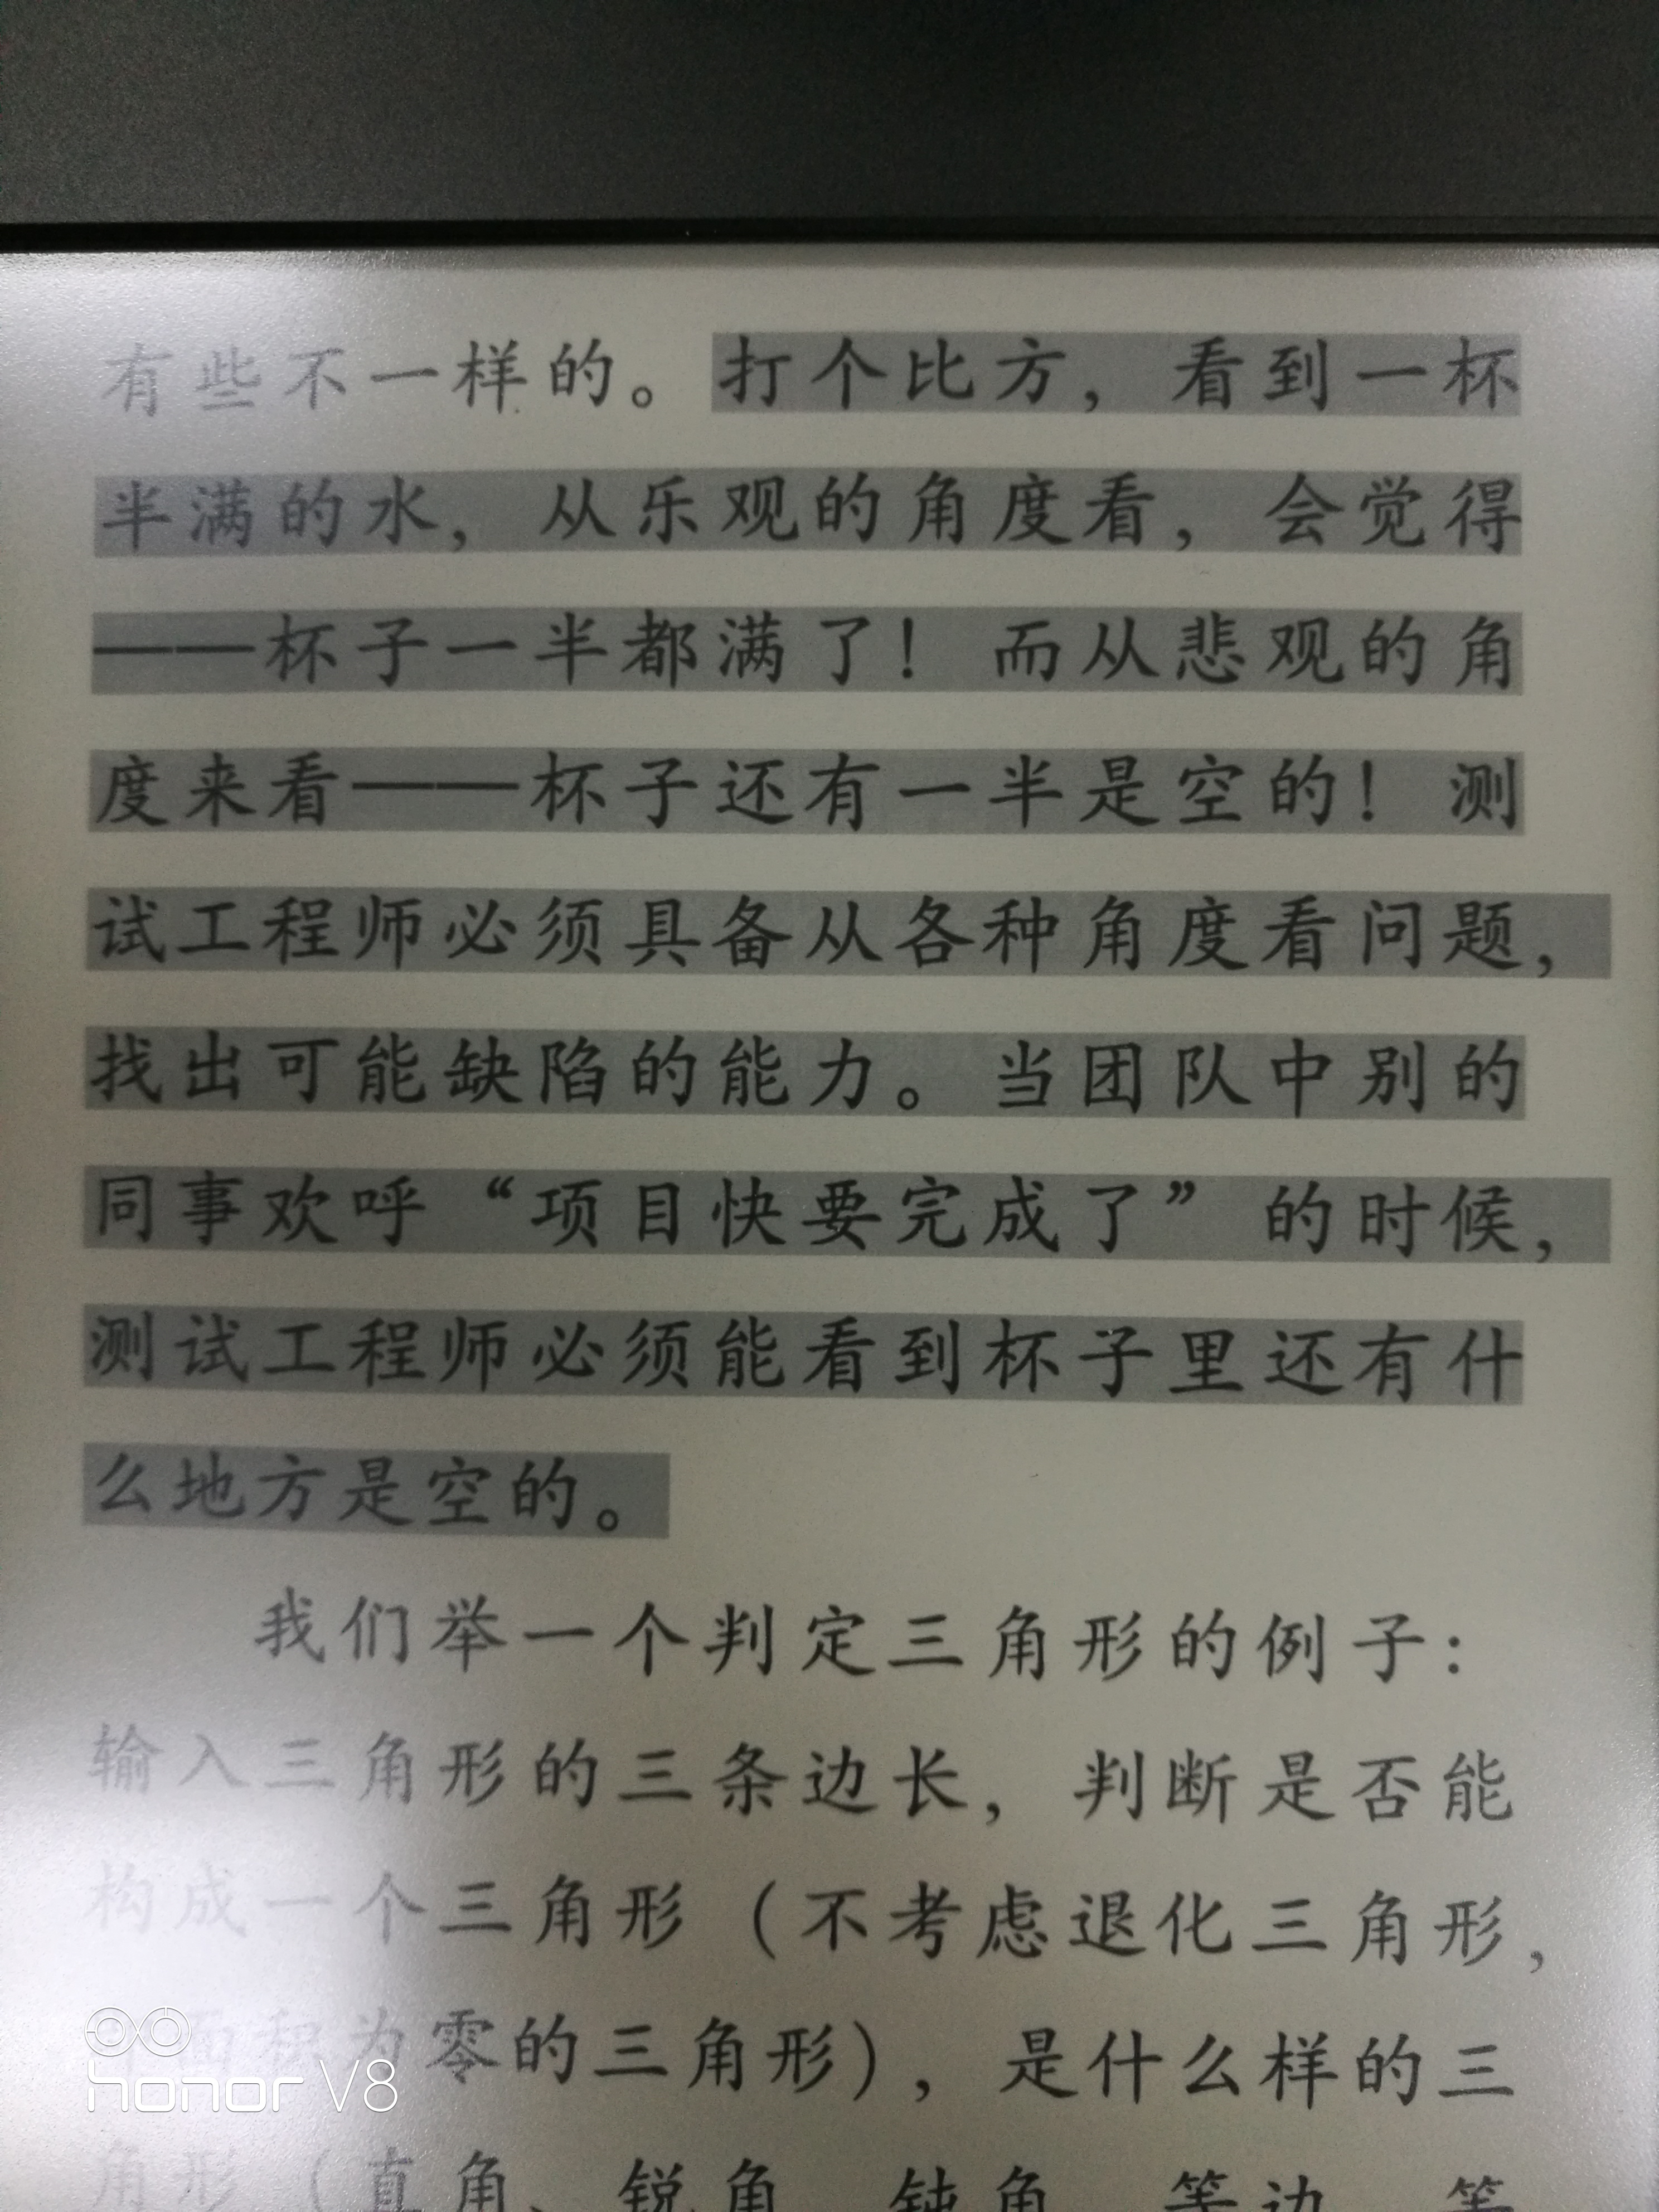 有些不一样的。打个比方，看到一杯
半满的水，从乐观的角度看，会觉得
——杯子一半都满了！而从悲观的角
度来看——杯子还有一半是空的！测
试工程师必须具备从各种角度看问题，
找出可能缺陷的能力。当团队中别的
同事欢呼“项目快要完成了”的时候，
测试工程师必须能看到杯子里还有什
么地方是空的。
我们举一个判定三角形的例子：
输入三角形的三条边长，判断是否能
构成一个三角形（不考虑退化三角形，
面积为零的三角形），是什么样的三
角形（直角、锐角、钝角、等边、等
honor V8